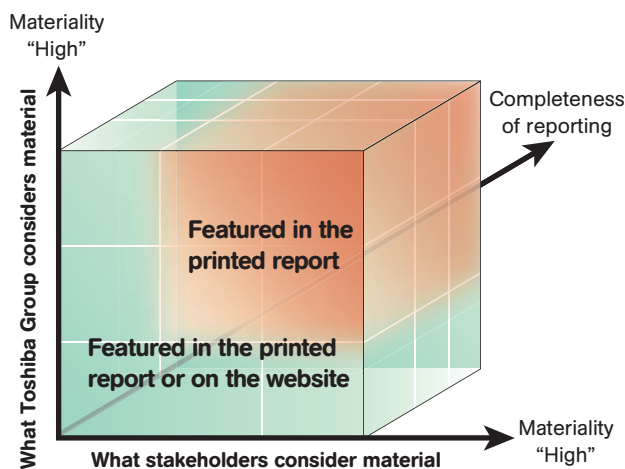 Materiality
“High”
What Toshiba Group considers material
Completeness
of reporting
Featured in the
printed report
Featured in the printed
report or on the website
What stakeholders consider material
Materiality
“High”